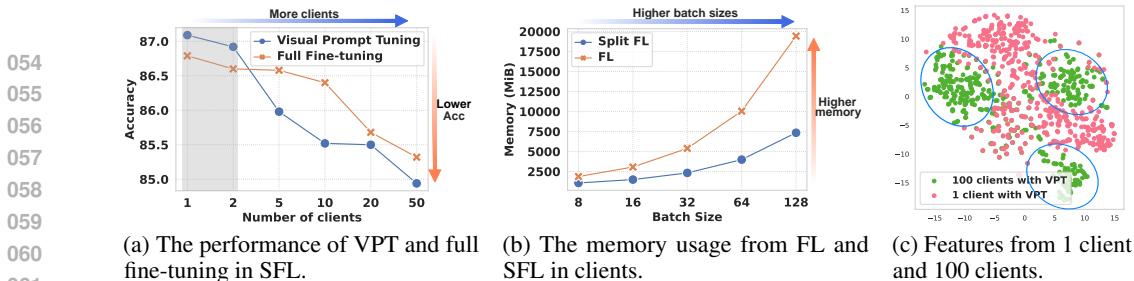 054
055
056
057
058
059
060
More clients
87.0
86.5
86.0
85.5
85.0
Accuracy
Visual Prompt Tuning
Full Fine-tuning
Lower
Acc
1 2 5 10 20 50
Number of clients
(a) The performance of VPT and full
fine-tuning in SFL.
Higher batch sizes
20000
17500
15000
12500
10000
7500
5000
2500
Memory (MiB)
Split FL
FL
Higher
memory
8 16 32 64 128
Batch Size
(b) The memory usage from FL and
SFL in clients.
15
10
5
0
−5
−10
−15
100 clients with VPT
1 client with VPT
−15 −10 −5 0 5 10 15
(c) Features from 1 client
and 100 clients.